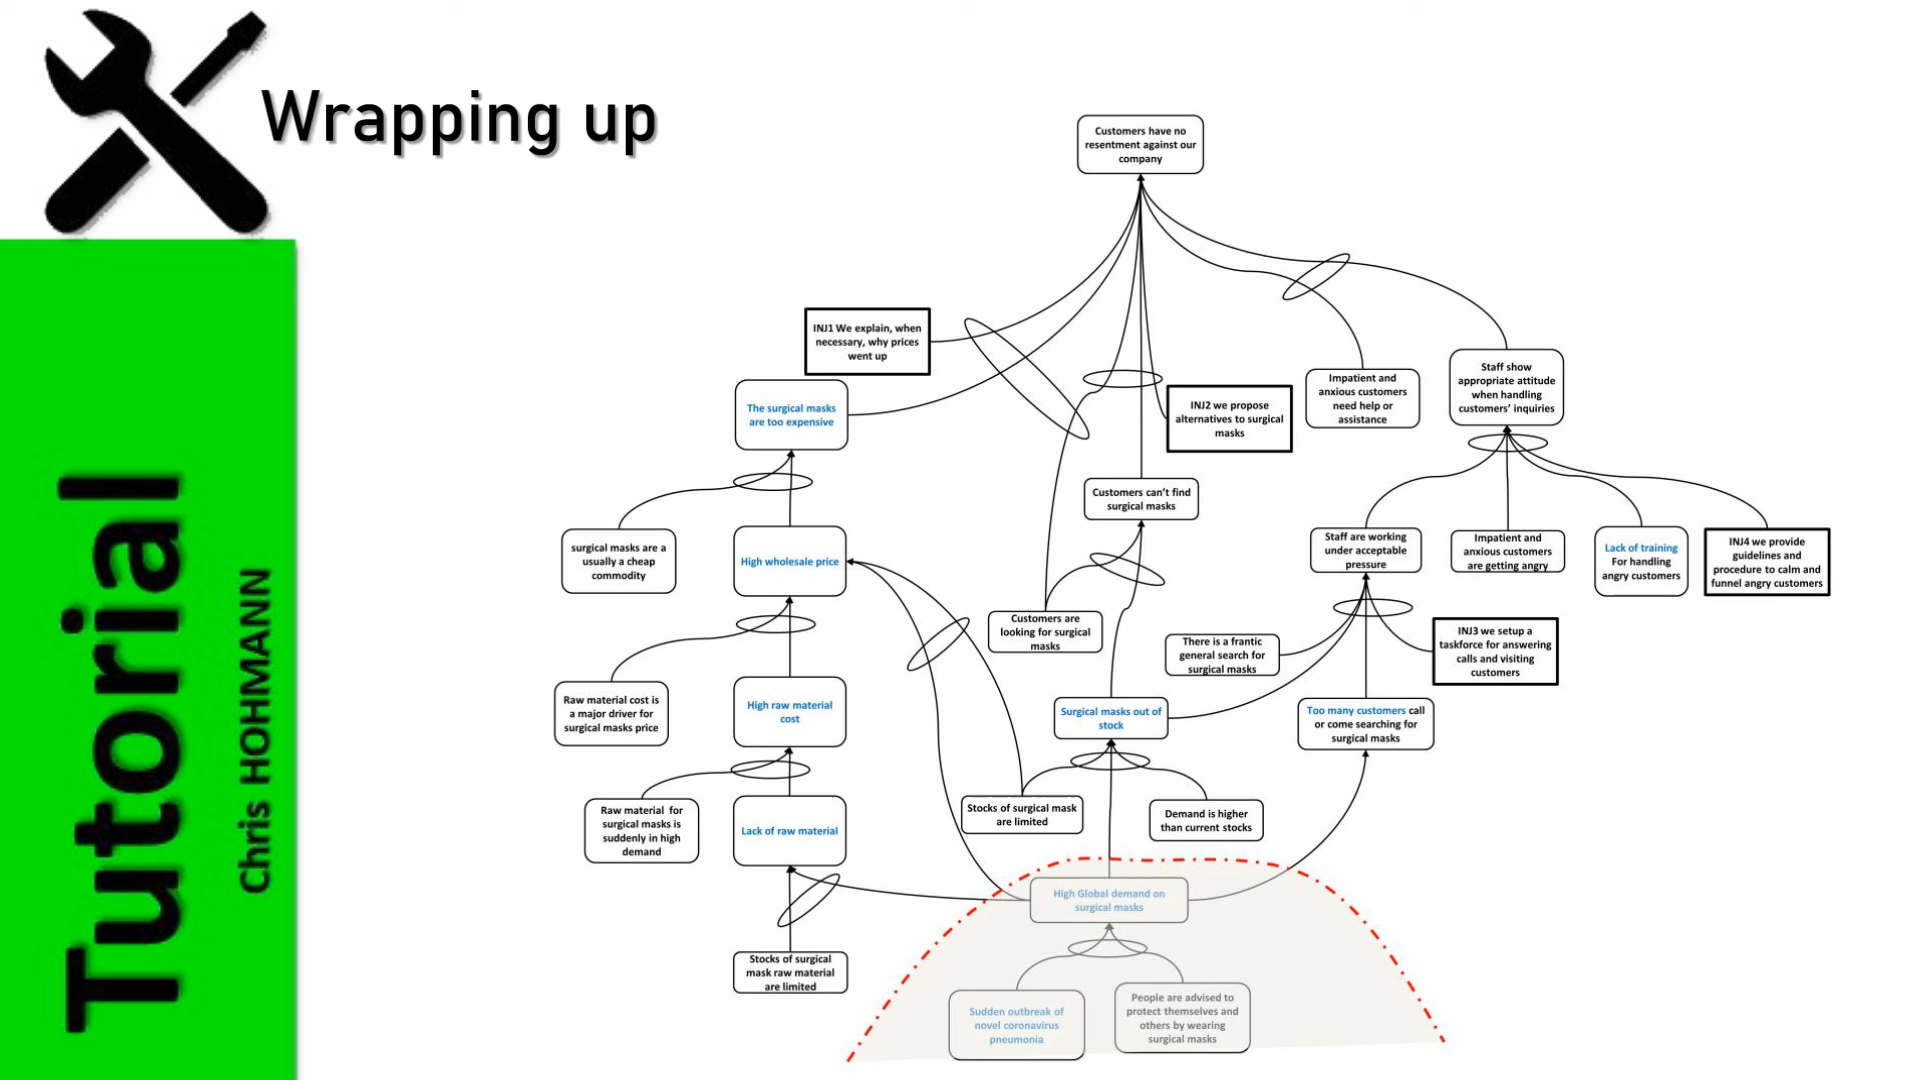 Wrapping up
Tutorial
Chris HOHMANN
Customers have no
resentment against our
company
INJ1 We explain, when
necessary, why prices
went up
The surgical masks
are too expensive
INJ2 we propose
alternatives to surgical
masks
Impatient and
anxious customers
need help or
assistance
Staff show
appropriate attitude
when handling
customers' inquiries
surgical masks are a
usually a cheap
commodity
High wholesale price
Customers can't find
surgical masks
Staff are working
under acceptable
pressure
Impatient and
anxious customers
are getting angry
Lack of training
For handling
angry customers
INJ4 we provide
guidelines and
procedure to calm and
funnel angry customers
Customers are
looking for surgical
masks
There is a frantic
general search for
surgical masks
INJ3 we setup a
taskforce for answering
calls and visiting
customers
Raw material cost is
a major driver for
surgical masks price
High raw material
cost
Surgical masks out of
stock
Too many customers call
or come searching for
surgical masks
Raw material for
surgical masks is
suddenly in high
demand
Lack of raw material
Stocks of surgical mask
are limited
Demand is higher
than current stocks
High Global demand on
surgical masks
Stocks of surgical
mask raw material
are limited
Sudden outbreak of
novel coronavirus
pneumonia
People are advised to
protect themselves and
others by wearing
surgical masks